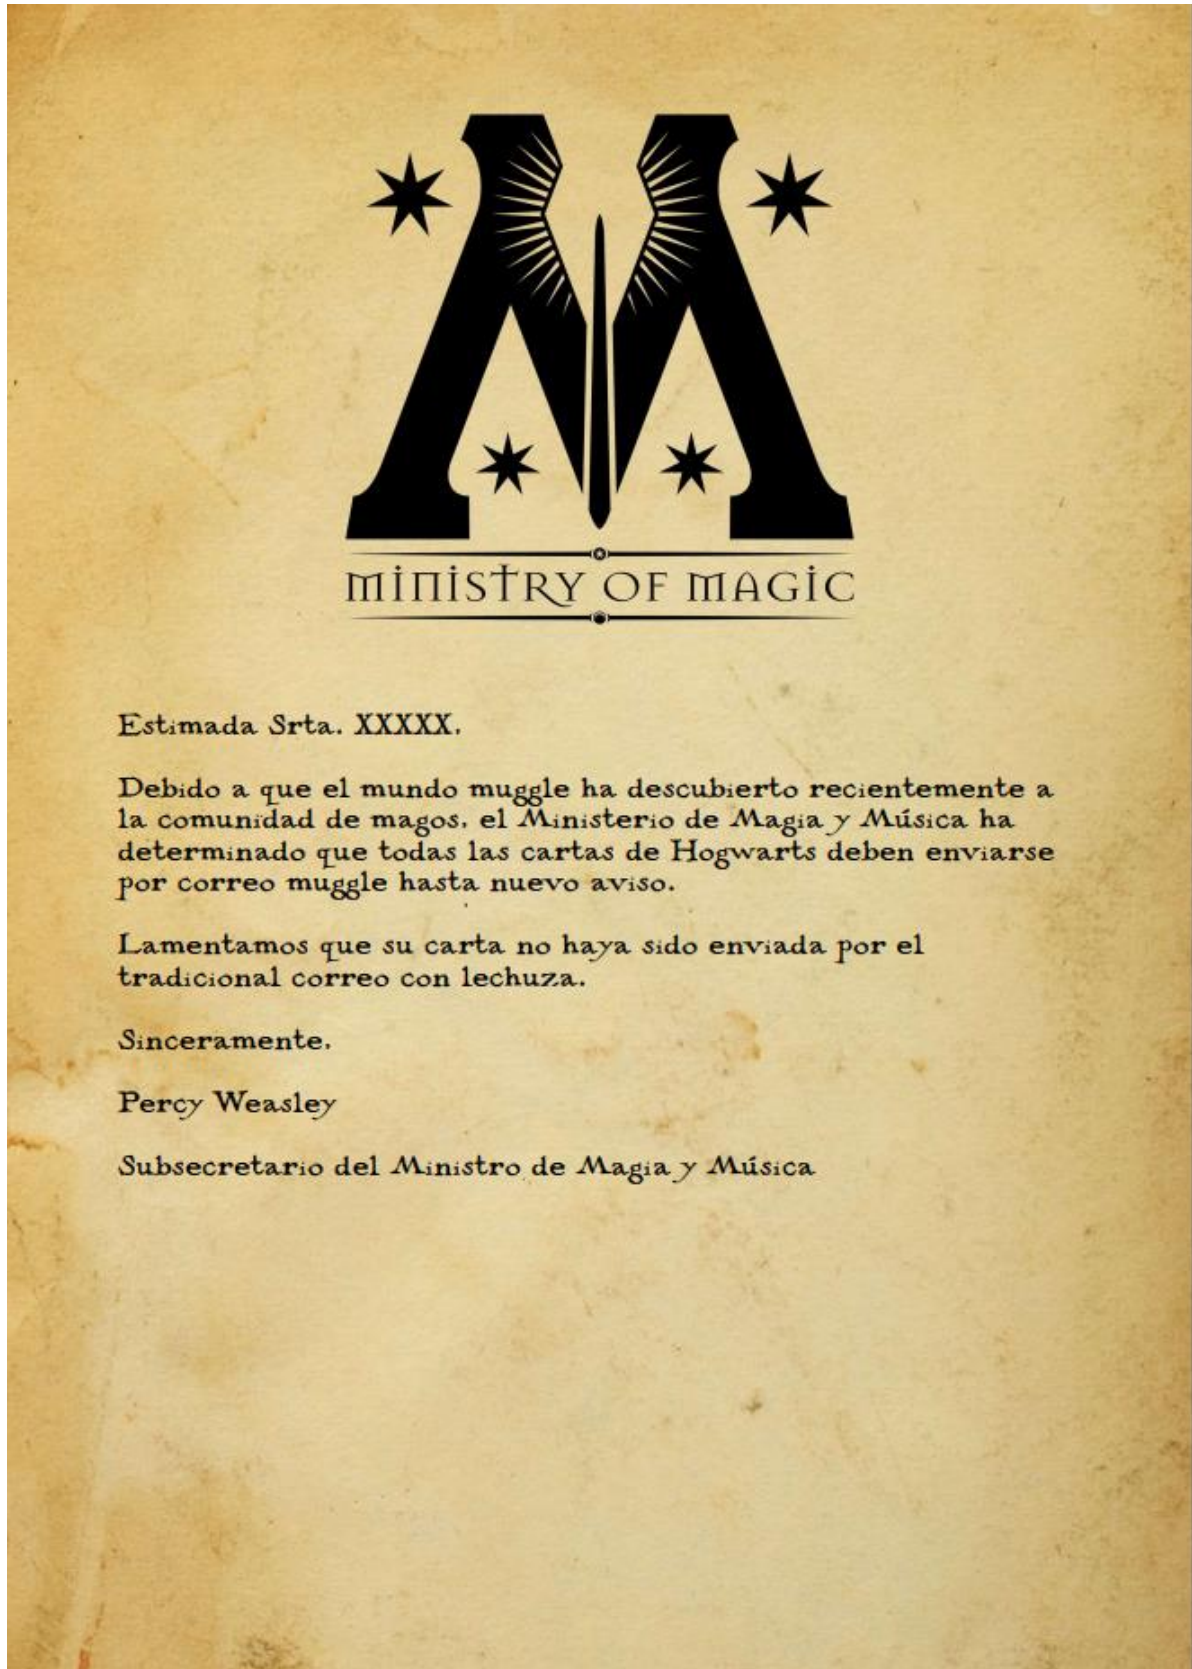 MINISTRY OF MAGIC
Estimada Srta. XXXXX,
Debido a que el mundo muggle ha descubierto recientemente a
la comunidad de magos, el Ministerio de Magia y Música ha
determinado que todas las cartas de Hogwarts deben enviarse
por correo muggle hasta nuevo aviso.
Lamentamos que su carta no haya sido enviada por el
tradicional correo con lechuza.
Sinceramente,
Percy Weasley
Subsecretario del Ministro de Magia y Música